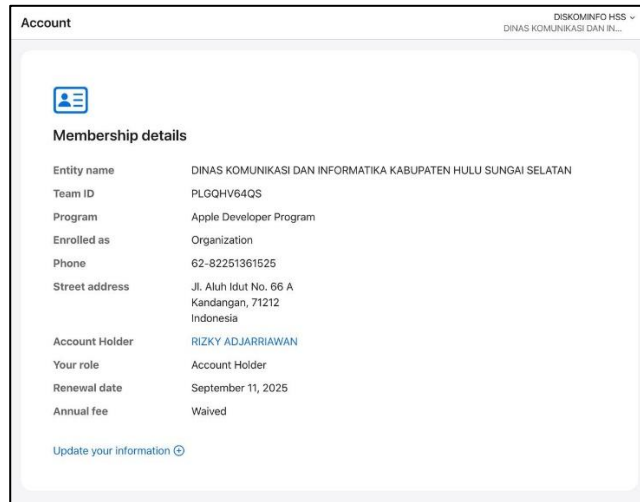 Account
DISKOMINFO HSS
DINAS KOMUNIKASI DAN IN...
Membership details
Entity name DINAS KOMUNIKASI DAN INFORMATIKA KABUPATEN HULU SUNGAI SELATAN
Team ID PLGQHV64QS
Program Apple Developer Program
Enrolled as Organization
Phone 62-82251361525
Street address Jl. Aluh Idut No. 66 A
Kandangan, 71212
Indonesia
Account Holder RIZKY ADJARRIAWAN
Your role Account Holder
Renewal date September 11, 2025
Annual fee Waived
Update your information